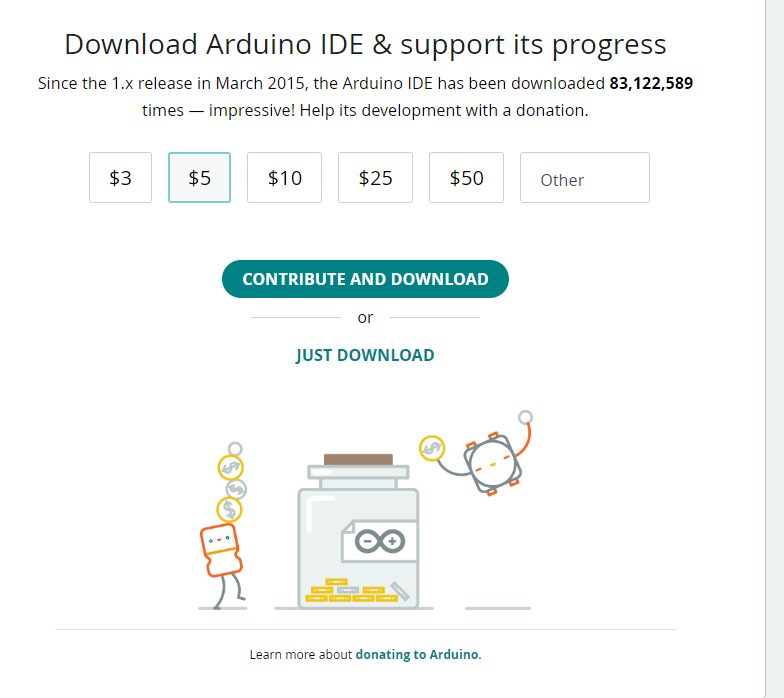 Download Arduino IDE & support its progress
Since the 1.x release in March 2015, the Arduino IDE has been downloaded 83,122,589
times — impressive! Help its development with a donation.
$3 $5 $10 $25 $50 Other
CONTRIBUTE AND DOWNLOAD
or
JUST DOWNLOAD
Learn more about donating to Arduino.